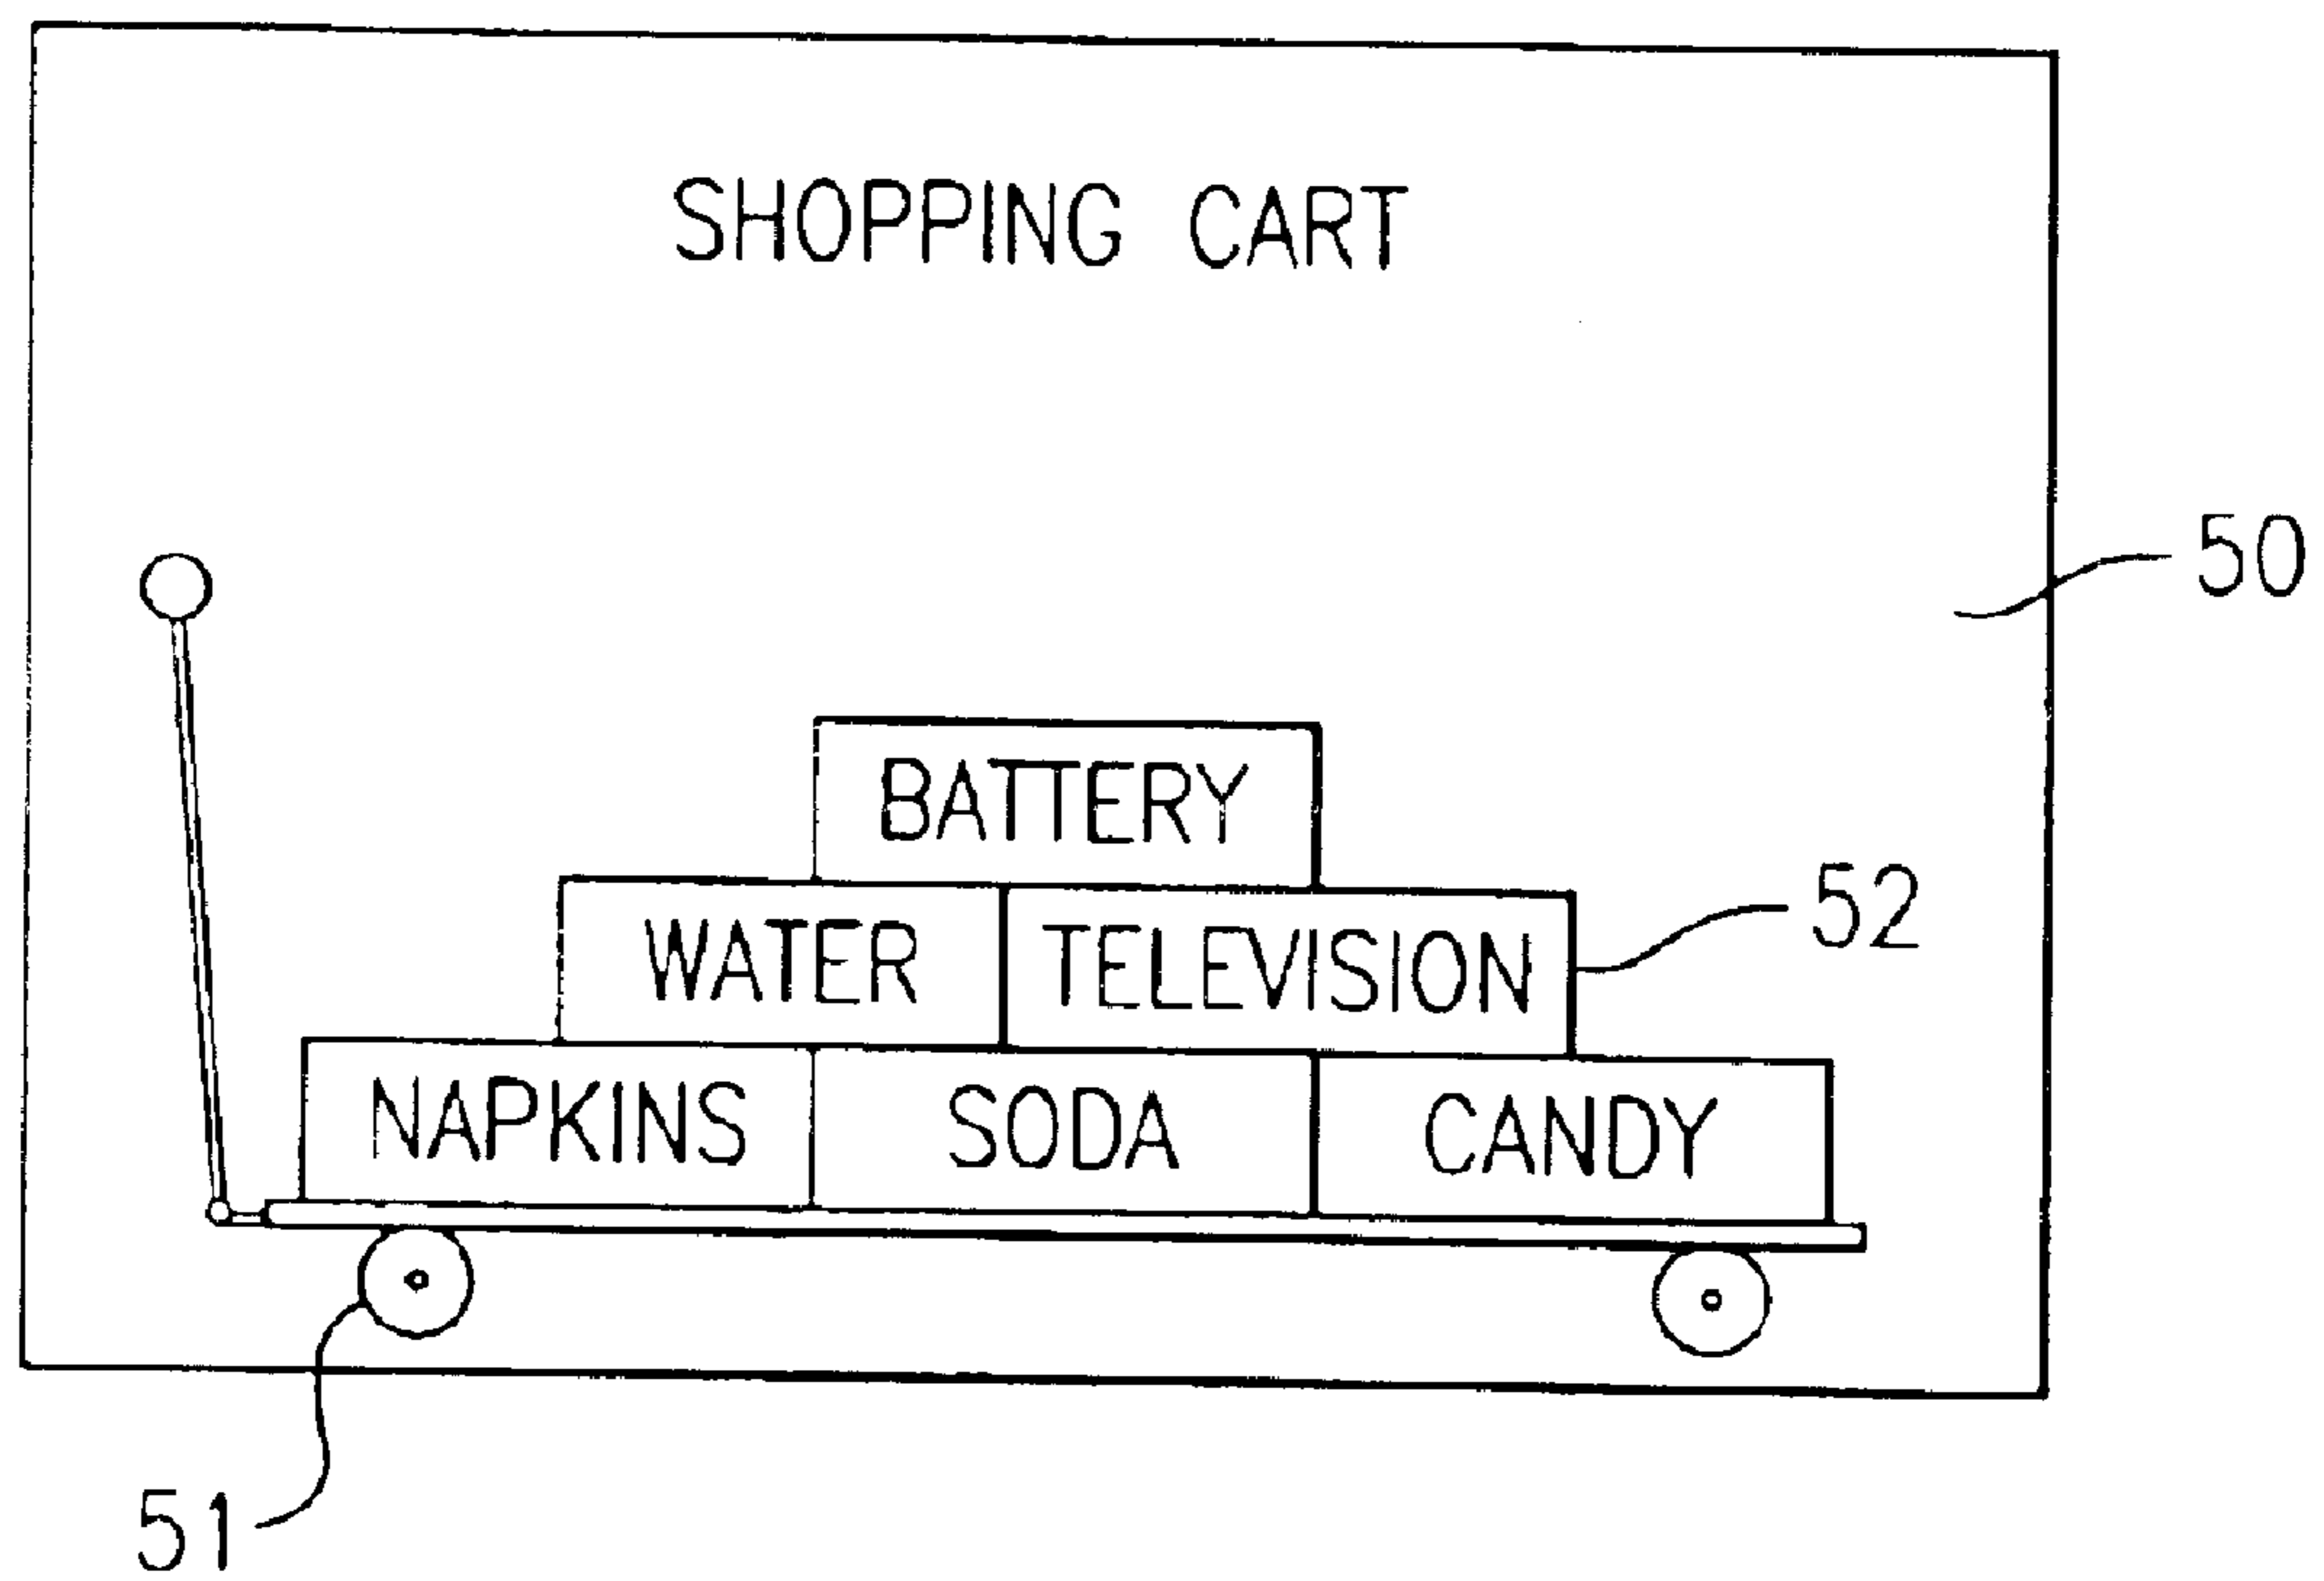 SHOPPING CART
50
BATTERY
52
WATER TELEVISION
NAPKINS SODA CANDY
51